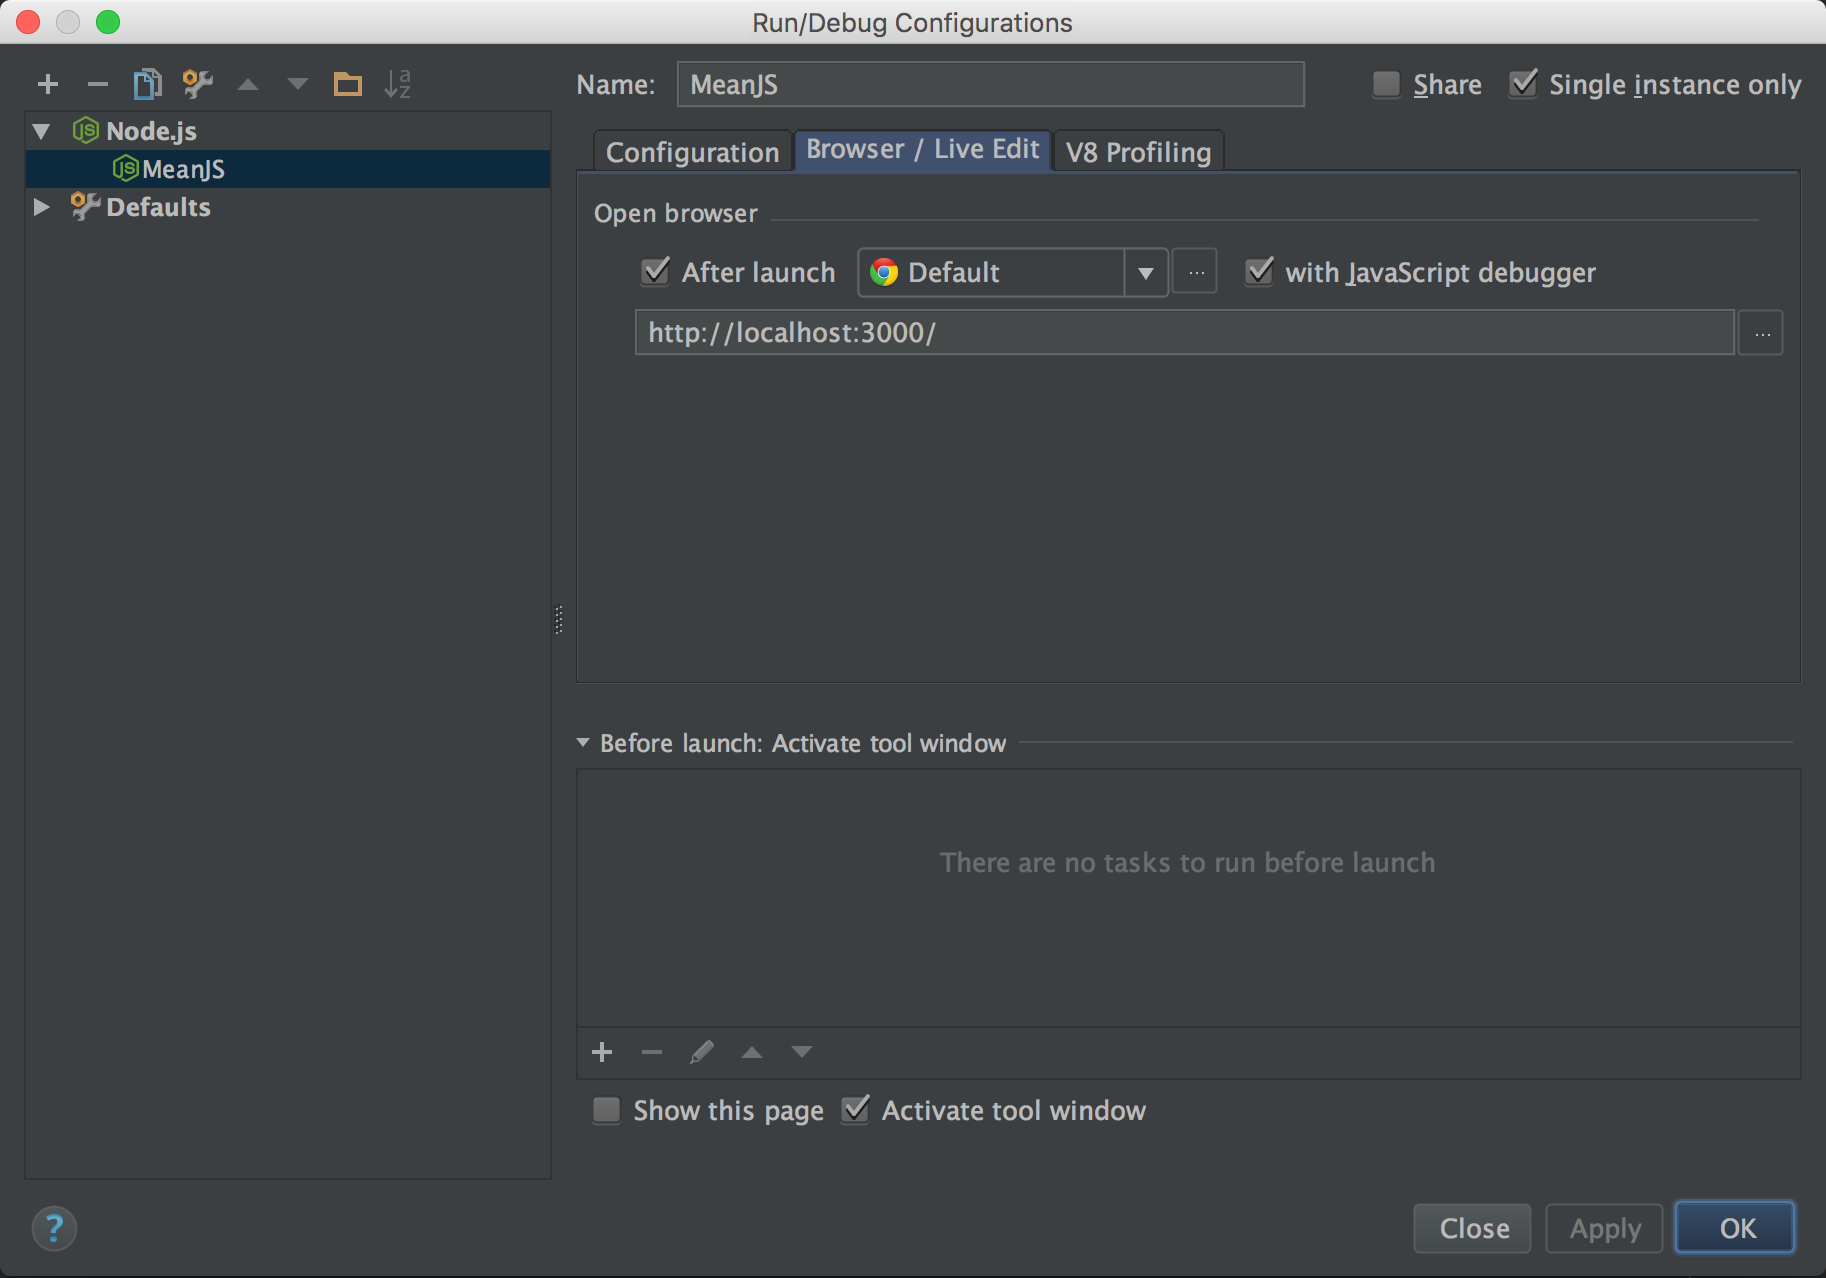 Run/Debug Configurations
Name: MeanJS Share Single instance only
Node.js
MeanJS
Defaults
Configuration Browser / Live Edit V8 Profiling
Open browser
After launch Default ... with JavaScript debugger
http://localhost:3000/ ...
Before launch: Activate tool window
There are no tasks to run before launch
Show this page Activate tool window
? Close Apply OK